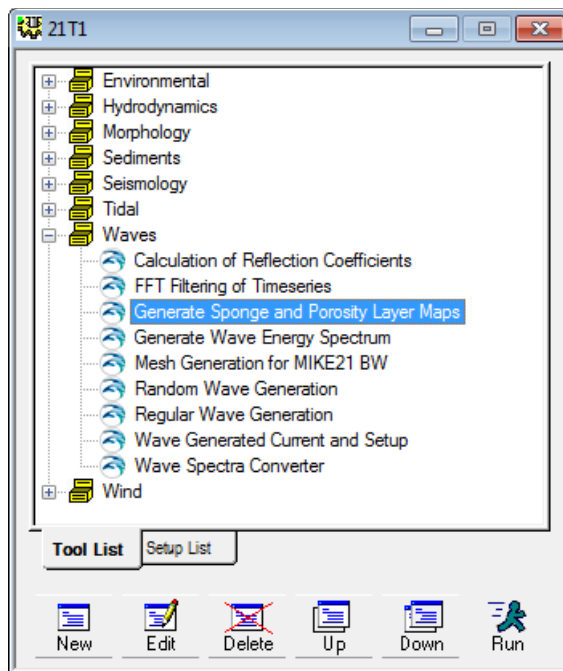 21T1
Environmental
Hydrodynamics
Morphology
Sediments
Seismology
Tidal
Waves
Calculation of Reflection Coefficients
FFT Filtering of Timeseries
Generate Sponge and Porosity Layer Maps
Generate Wave Energy Spectrum
Mesh Generation for MIKE21 BW
Random Wave Generation
Regular Wave Generation
Wave Generated Current and Setup
Wave Spectra Converter
Wind
Tool List Setup List
New Edit Delete Up Down Run